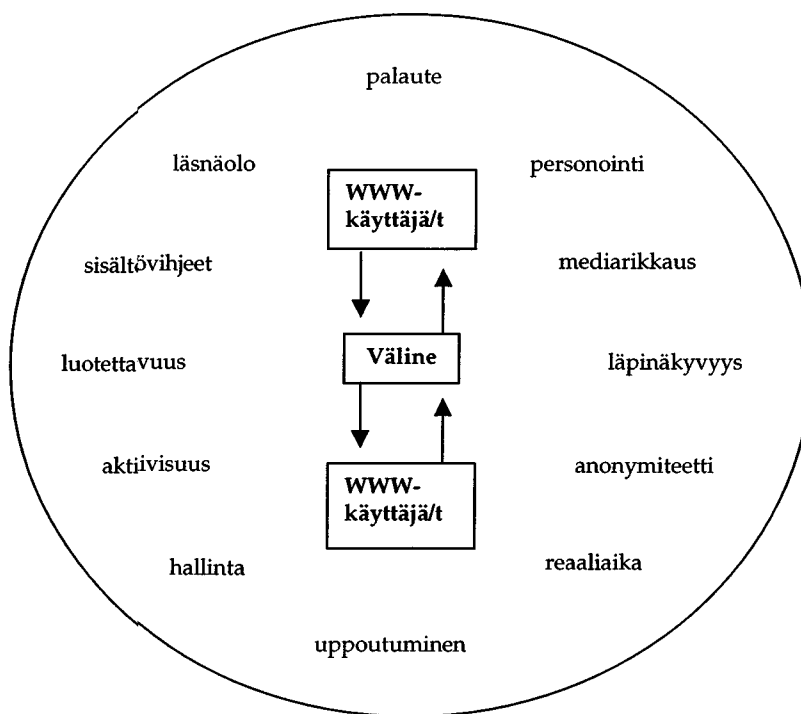 palaute
läsnäolo
personointi
WWW-
käyttäjä/t
sisältövihjeet
mediarikkaus
luotettavuus
Väline
läpinäkyvyys
aktiivisuus
WWW-
käyttäjä/t
anonymiteetti
hallinta
reaaliaika
uppoutuminen